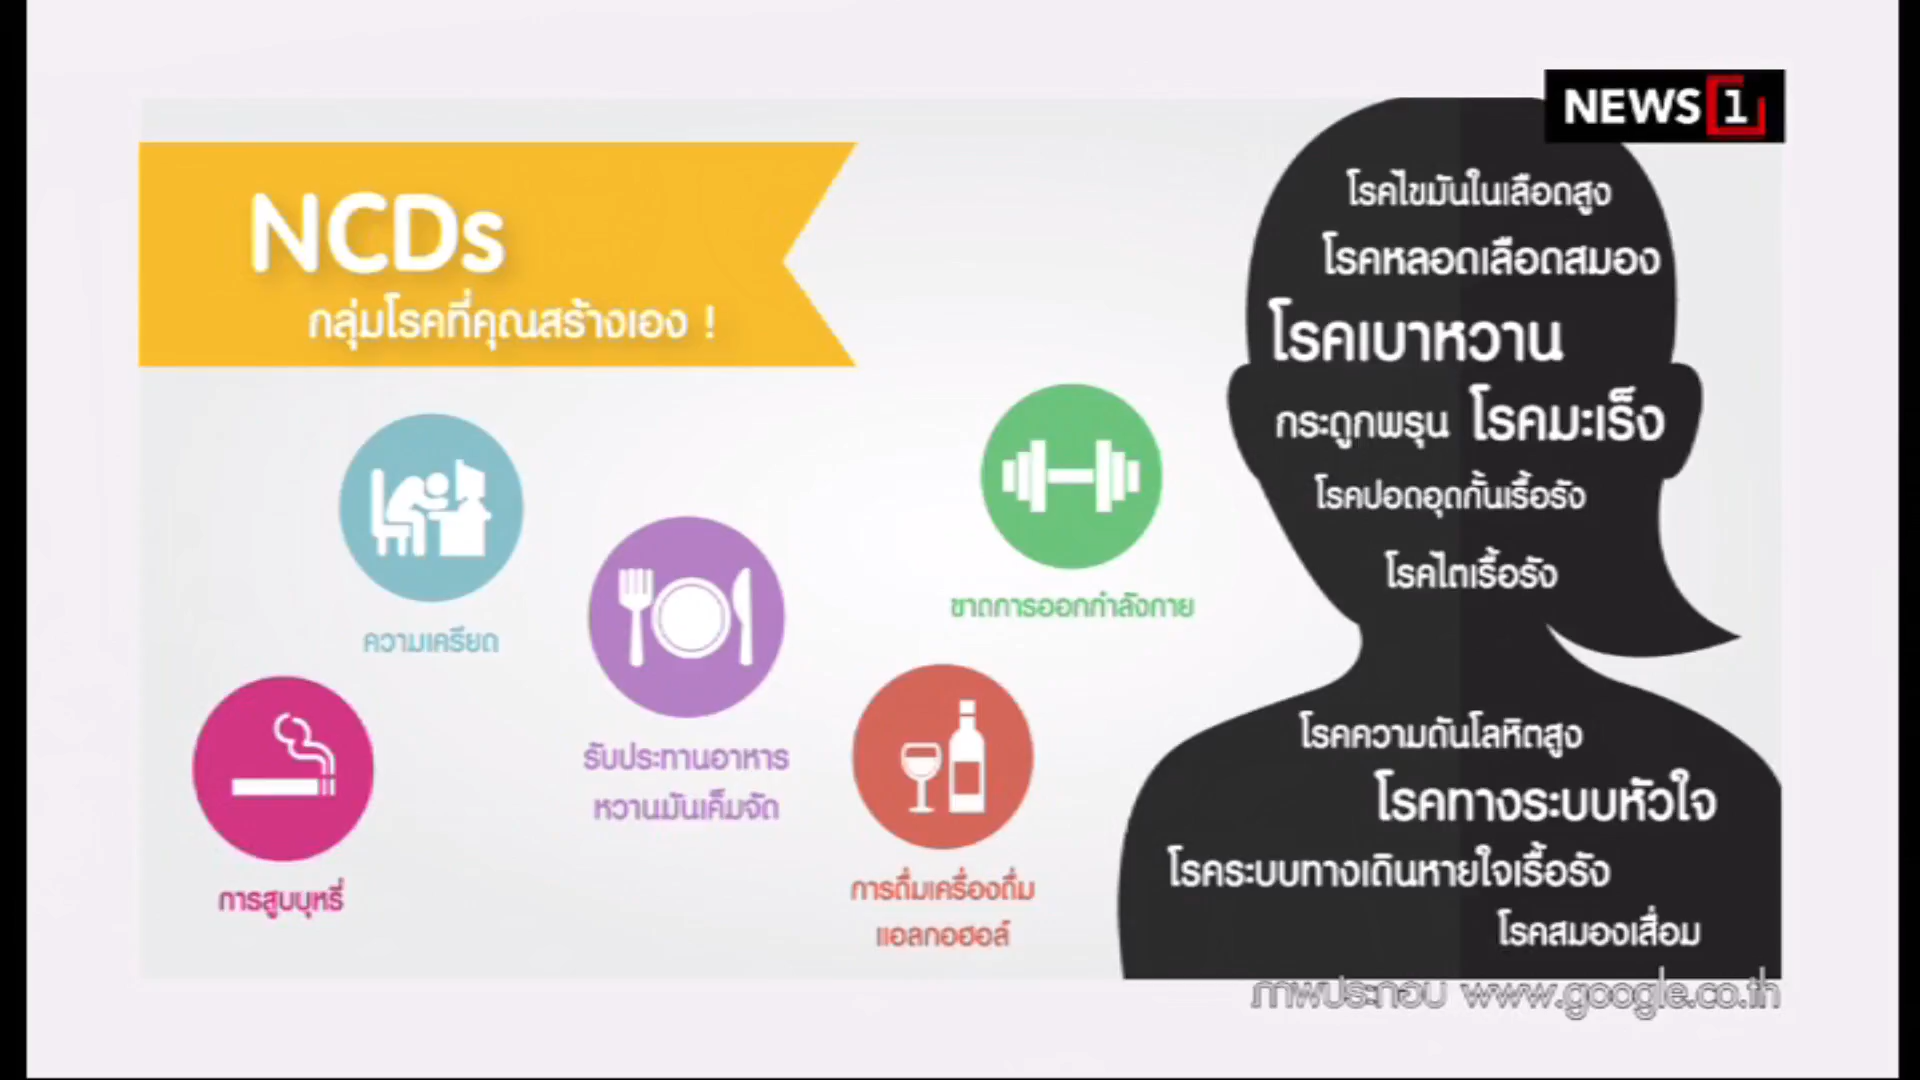 NEWS 1
NCDs
กลุ่มโรคที่คุณสร้างเอง !
ความเครียด
การสูบบุหรี่
รับประทานอาหาร
หวานมันเค็มจัด
ขาดการออกกำลังกาย
การดื่มเครื่องดื่ม
แอลกอฮอล์
โรคไขมันในเลือดสูง
โรคหลอดเลือดสมอง
โรคเบาหวาน
กระดูกพรุน โรคมะเร็ง
โรคปอดอุดกั้นเรื้อรัง
โรคไตเรื้อรัง
โรคความดันโลหิตสูง
โรคทางระบบหัวใจ
โรคระบบทางเดินหายใจเรื้อรัง
โรคสมองเสื่อม
ภาพประกอบ www.google.co.th